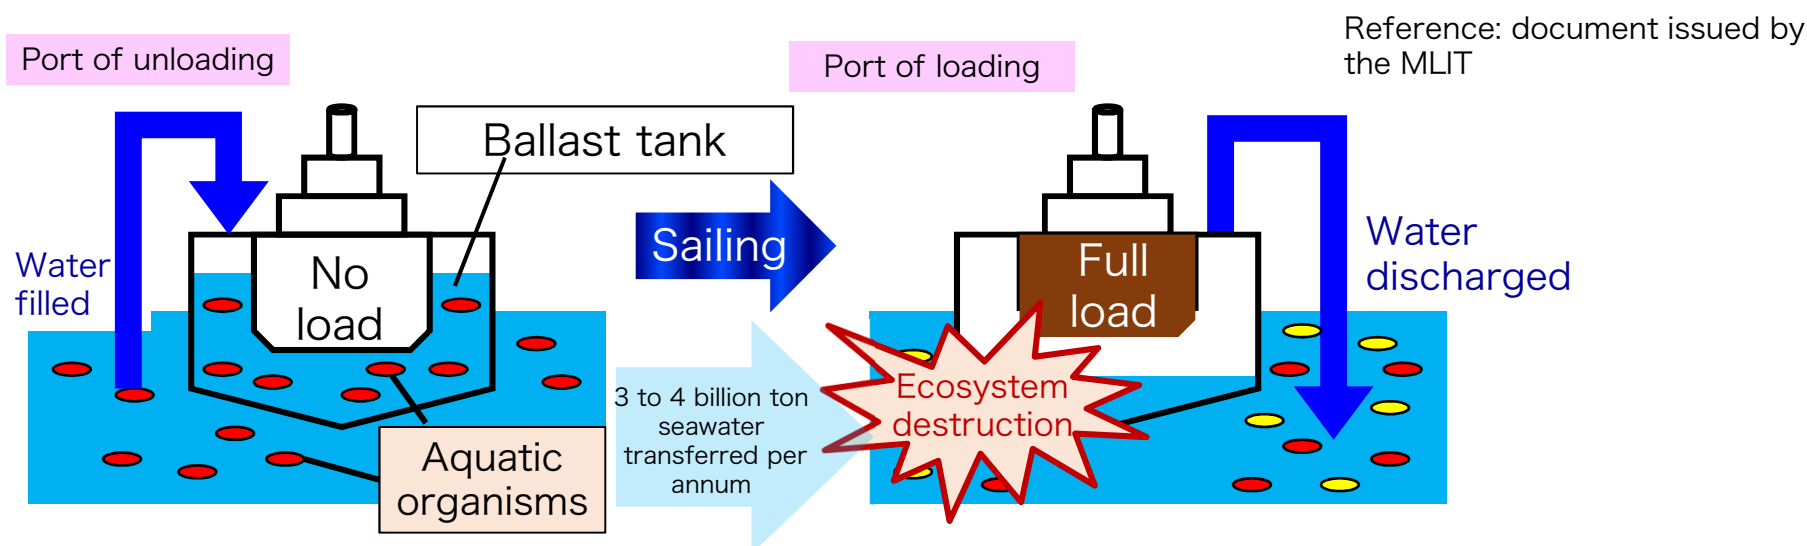 Reference: document issued by
the MLIT
Port of unloading
Port of loading
Ballast tank
Water
filled
No
load
Sailing
Full
load
Water
discharged
3 to 4 billion ton
seawater
transferred per
annum
Ecosystem
destruction
Aquatic
organisms